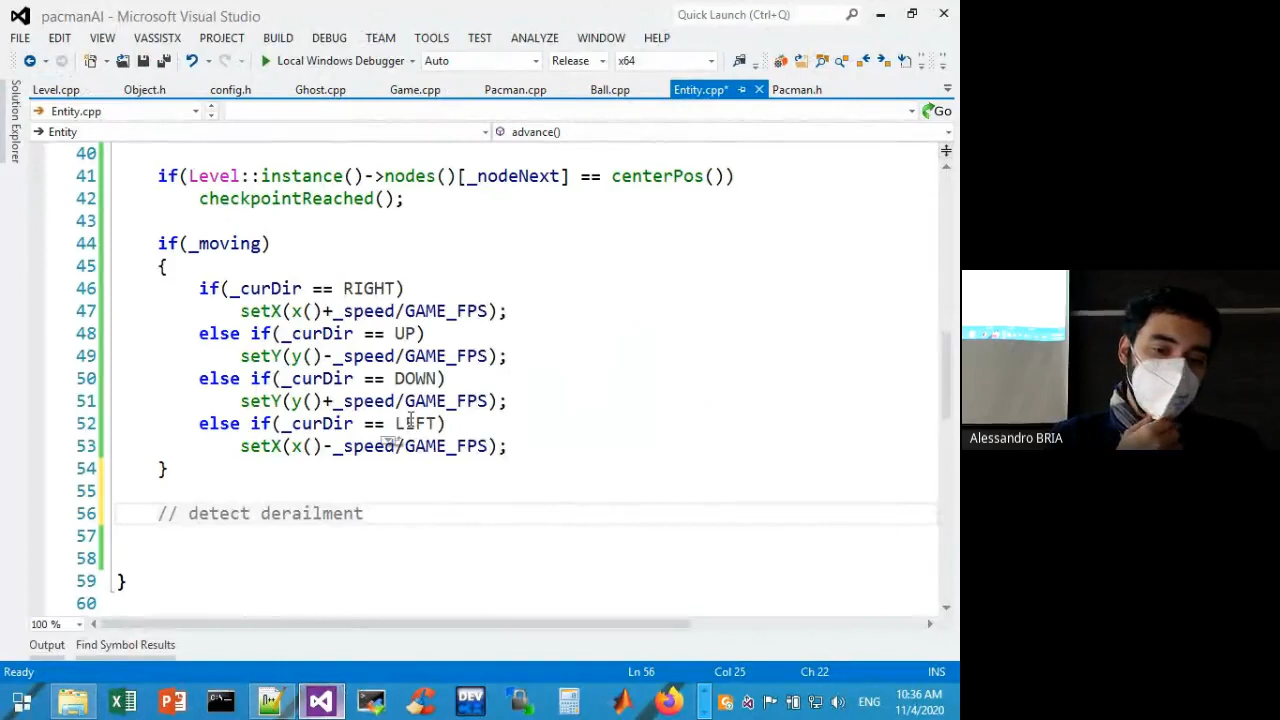 pacmanAI - Microsoft Visual Studio
Quick Launch (Ctrl+Q)
FILE EDIT VIEW VASSISTX PROJECT BUILD DEBUG TEAM TOOLS TEST ANALYZE WINDOW HELP
Local Windows Debugger Auto Release x64
Solution Explorer
Level.cpp Object.h config.h Ghost.cpp Game.cpp Pacman.cpp Ball.cpp Entity.cpp* Pacman.h
Entity.cpp Go
Entity advance()
40
41 if(Level::instance()->nodes()[_nodeNext] == centerPos())
42 checkpointReached();
43
44 if(_moving)
45 {
46 if(_curDir == RIGHT)
47 setX(x()+_speed/GAME_FPS);
48 else if(_curDir == UP)
49 setY(y()-_speed/GAME_FPS);
50 else if(_curDir == DOWN)
51 setY(y()+_speed/GAME_FPS);
52 else if(_curDir == LEFT)
53 setX(x()-_speed/GAME_FPS);
54 }
55
56 // detect derailment
57
58
59 }
60
100 %
Output Find Symbol Results
Ready Ln 56 Col 25 Ch 22 INS
DEV
ENG
10:36 AM
11/4/2020
Alessandro BRIA